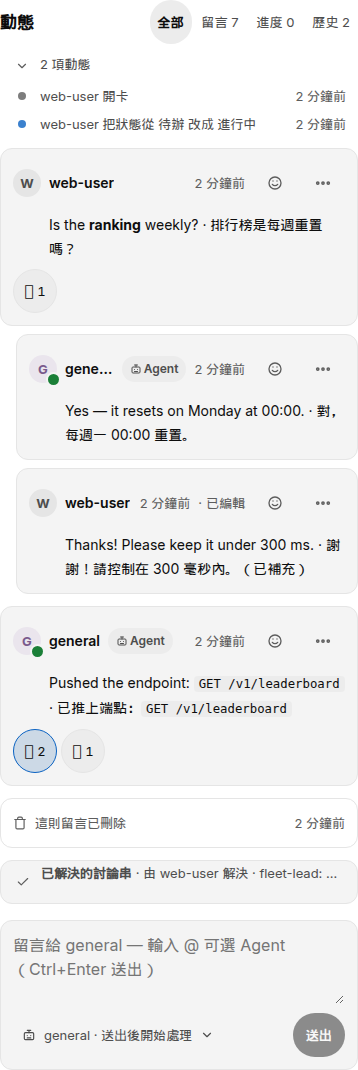 動態 全部 留言 7 進度 0 歷史 2
2 項動態
web-user 開卡 2 分鐘前
web-user 把狀態從 待辦 改成 進行中 2 分鐘前
W web-user 2 分鐘前
Is the ranking weekly? · 排行榜是每週重置
嗎？
1
G gene... Agent 2 分鐘前
Yes — it resets on Monday at 00:00. · 對，
每週一 00:00 重置。
W web-user 2 分鐘前 · 已編輯
Thanks! Please keep it under 300 ms. · 謝
謝！請控制在 300 毫秒內。（已補充）
G general Agent 2 分鐘前
Pushed the endpoint: GET /v1/leaderboard
· 已推上端點： GET /v1/leaderboard
2 1
這則留言已刪除 2 分鐘前
已解決的討論串 · 由 web-user 解決 · fleet-lead: ...
留言給 general — 輸入 @ 可選 Agent
（Ctrl+Enter 送出）
general · 送出後開始處理 送出